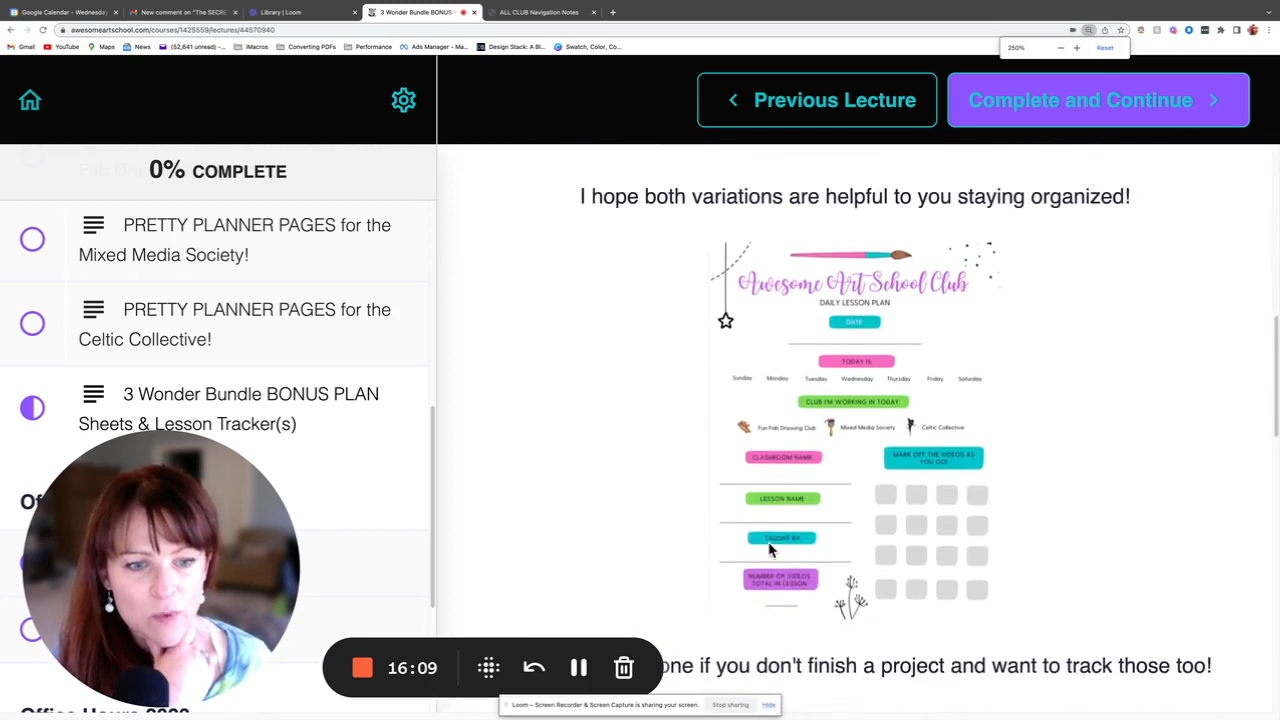 Google Calendar - Wednesday
New comment on "The SECRE
Library | Loom
3 Wonder Bundle BONUS
ALL CLUB Navigation Notes
awesomeartschool.com/courses/1425559/lectures/44570940
Gmail
YouTube
Maps
News
(52,641 unread) -
iMacros
Converting PDFs
Performance
Ads Manager - Ma...
Design Stack: A Bl...
Swatch, Color, Co...
250%
Reset
Previous Lecture
Complete and Continue
0% COMPLETE
PRETTY PLANNER PAGES for the
Mixed Media Society!
PRETTY PLANNER PAGES for the
Celtic Collective!
3 Wonder Bundle BONUS PLAN
Sheets & Lesson Tracker(s)
I hope both variations are helpful to you staying organized!
Awesome Art School Club
DAILY LESSON PLAN
DATE
TODAY IS:
Sunday Monday Tuesday Wednesday Thursday Friday Saturday
CLUB I'M WORKING IN TODAY:
Fun Fab Drawing Club Mixed Media Society Celtic Collective
CLASSROOM NAME:
MARK OFF THE VIDEOS AS
YOU GO!
LESSON NAME
TAUGHT BY:
NUMBER OF VIDEOS
TOTAL IN LESSON
one if you don't finish a project and want to track those too!
16:09
Loom – Screen Recorder & Screen Capture is sharing your screen.
Stop sharing
Hide